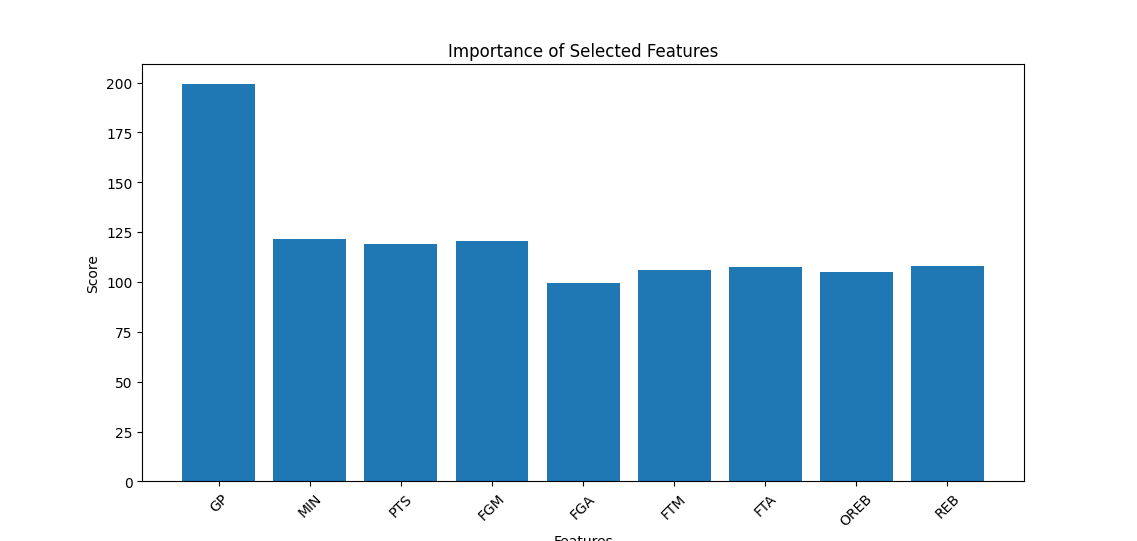 Importance of Selected Features
Score
200
175
150
125
100
75
50
25
0
GP
MIN
PTS
FGM
FGA
FTM
FTA
OREB
REB
Features